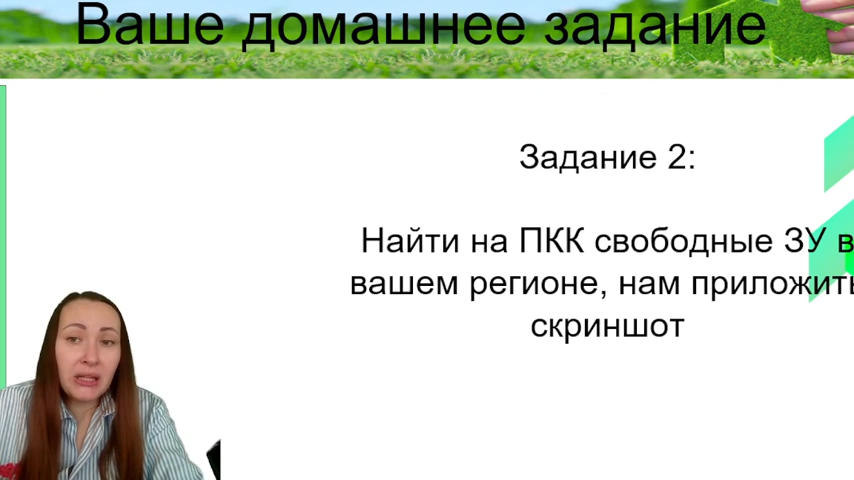 Ваше домашнее задание
Задание 2:
Найти на ПКК свободные ЗУ в
вашем регионе, нам приложить
скриншот